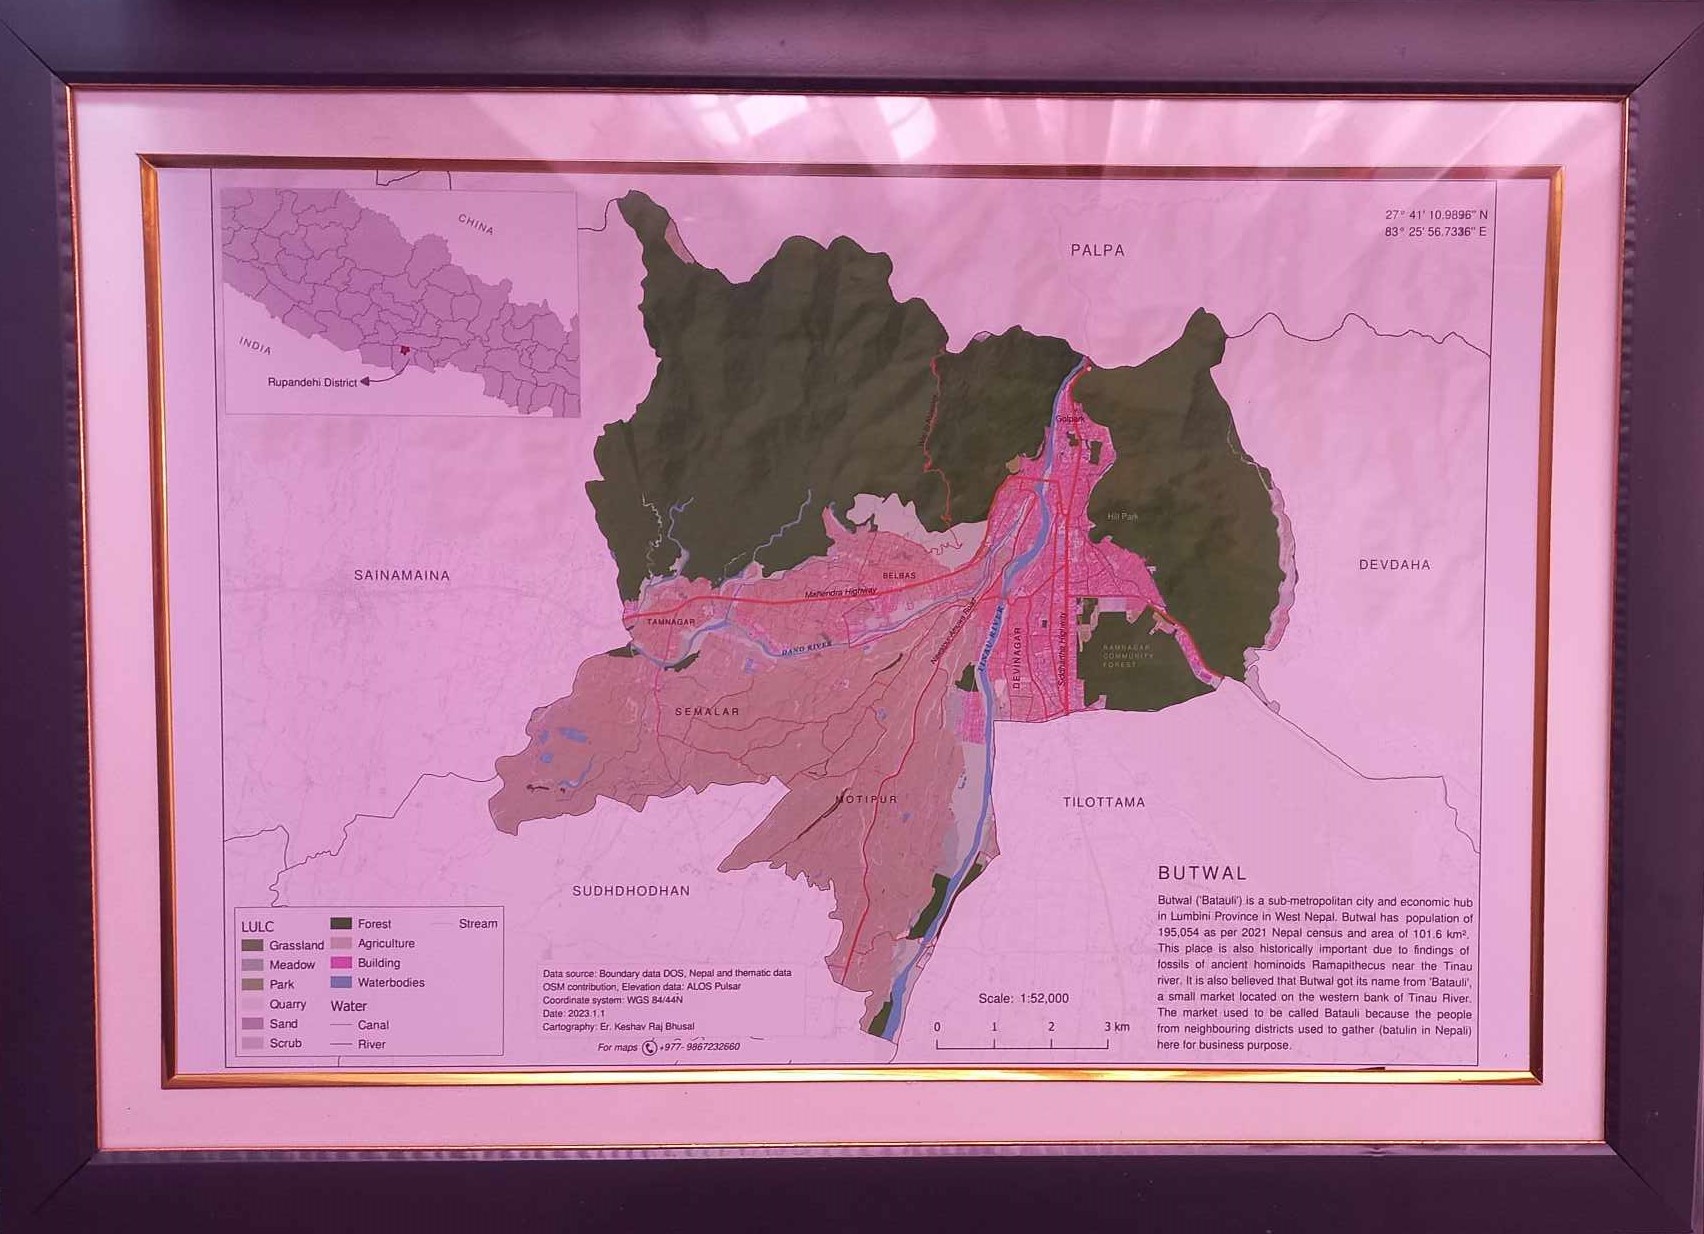 CHINA
INDIA
Rupandehi District
27° 41' 10.9896" N
83° 25' 56.7336" E
PALPA
Golpark
Hill Park
SAINAMAINA
DEVDAHA
BELBAS
Mahendra Highway
TAMNAGAR
DANO RIVER
TINAU RIVER
DEVINAGAR
Siddhartha Highway
RAMNAGAR
COMMUNITY
FOREST
SEMALAR
MOTIPUR
TILOTTAMA
SUDHDHODHAN
LULC
Grassland
Meadow
Park
Quarry
Sand
Scrub
Forest
Agriculture
Building
Waterbodies
Water
Canal
River
Stream
Data source: Boundary data DOS, Nepal and thematic data
OSM contribution, Elevation data: ALOS Pulsar
Coordinate system: WGS 84/44N
Date: 2023.1.1
Cartography: Er. Keshav Raj Bhusal
For maps +977- 9867232660
Scale: 1:52,000
0 1 2 3 km
BUTWAL
Butwal ('Batauli') is a sub-metropolitan city and economic hub
in Lumbini Province in West Nepal. Butwal has population of
195,054 as per 2021 Nepal census and area of 101.6 km².
This place is also historically important due to findings of
fossils of ancient hominoids Ramapithecus near the Tinau
river. It is also believed that Butwal got its name from 'Batauli',
a small market located on the western bank of Tinau River.
The market used to be called Batauli because the people
from neighbouring districts used to gather (batulin in Nepali)
here for business purpose.